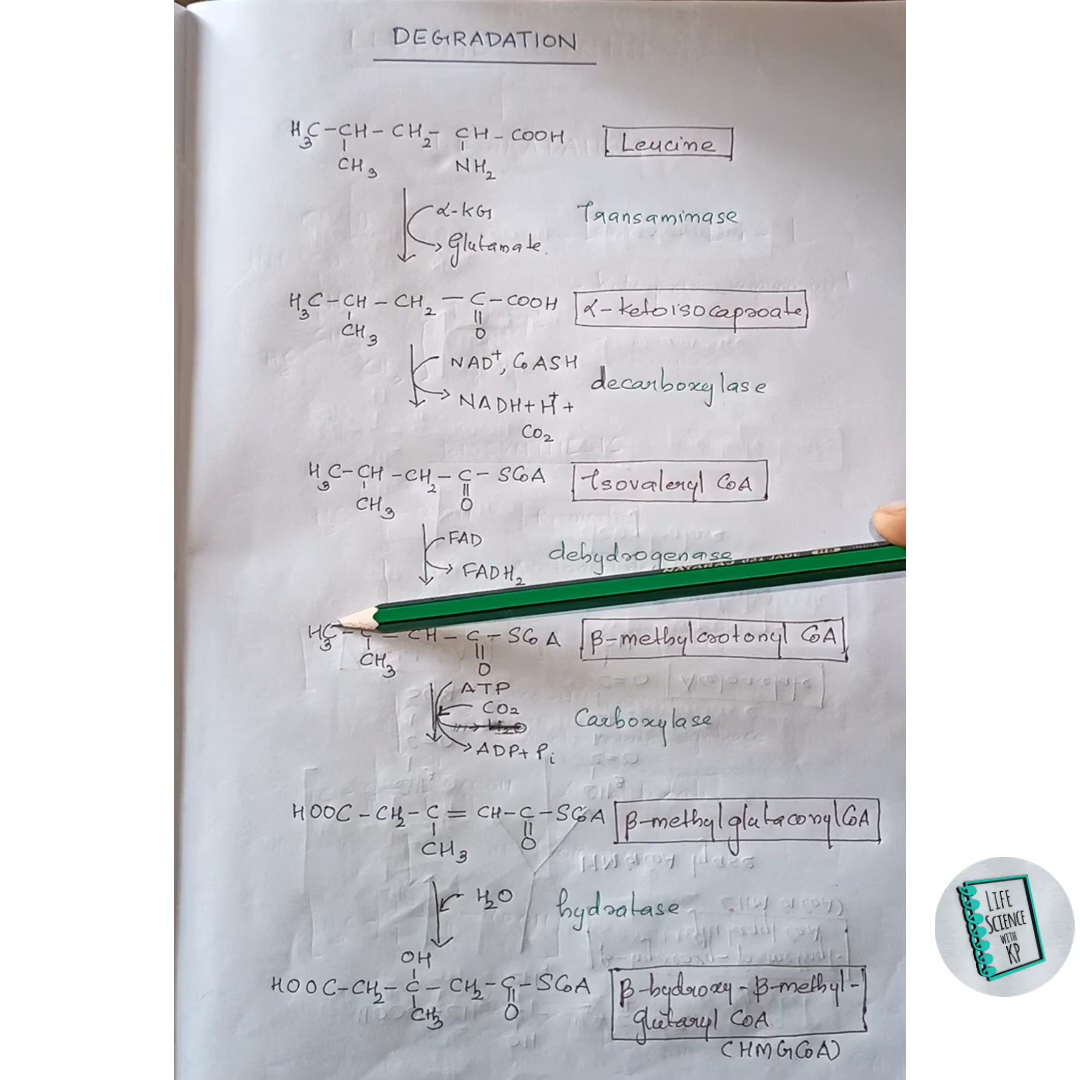 DEGRADATION
H3C-CH-CH2-CH-COOH Leucine
CH3 NH2
α-KG Transaminase
Glutamate.
H3C-CH-CH2-C-COOH α-ketoisocaproate
CH3 O
NAD+, CoASH decarboxylase
NADH+H+ +
CO2
H3C-CH-CH2-C-SCoA Isovaleryl CoA
CH3 O
FAD dehydrogenase
FADH2
H3C-C-CH-C-SCoA β-methylcrotonyl CoA
CH3 O
ATP
CO2 Carboxylase
ADP+Pi
HOOC-CH2-C=CH-C-SCoA β-methylglutaconyl CoA
CH3 O
H2O hydratase
OH
HOOC-CH2-C-CH2-C-SCoA β-hydroxy-β-methyl-
CH3 O glutaryl CoA
(HMGCoA)
LIFE
SCIENCE
WITH
KP